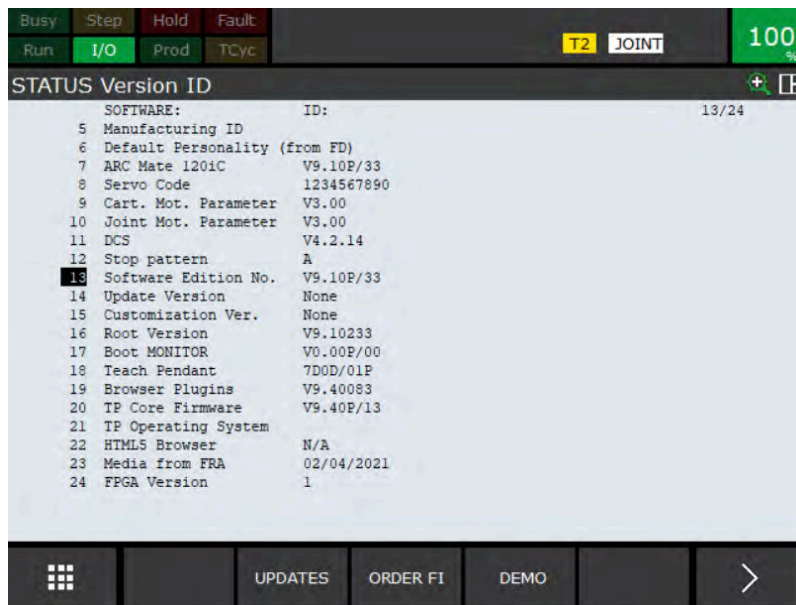 Busy Step Hold Fault
Run I/O Prod TCyc T2 JOINT 100 %
STATUS Version ID
SOFTWARE: ID: 13/24
5 Manufacturing ID
6 Default Personality (from FD)
7 ARC Mate 120iC V9.10P/33
8 Servo Code 1234567890
9 Cart. Mot. Parameter V3.00
10 Joint Mot. Parameter V3.00
11 DCS V4.2.14
12 Stop pattern A
13 Software Edition No. V9.10P/33
14 Update Version None
15 Customization Ver. None
16 Root Version V9.10233
17 Boot MONITOR V0.00P/00
18 Teach Pendant 7D0D/01P
19 Browser Plugins V9.40083
20 TP Core Firmware V9.40P/13
21 TP Operating System
22 HTML5 Browser N/A
23 Media from FRA 02/04/2021
24 FPGA Version 1
UPDATES ORDER FI DEMO